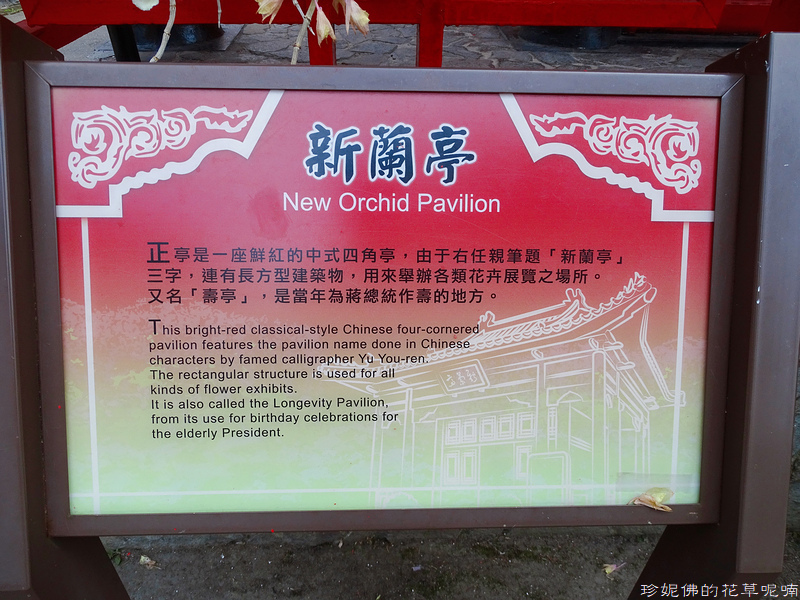 新蘭亭
New Orchid Pavilion
正亭是一座鮮紅的中式四角亭，由于右任親筆題「新蘭亭」
三字，連有長方型建築物，用來舉辦各類花卉展覽之場所。
又名「壽亭」，是當年為蔣總統作壽的地方。
This bright-red classical-style Chinese four-cornered
pavilion features the pavilion name done in Chinese
characters by famed calligrapher Yu You-ren.
The rectangular structure is used for all
kinds of flower exhibits.
It is also called the Longevity Pavilion,
from its use for birthday celebrations for
the elderly President.
珍妮佛的花草呢喃